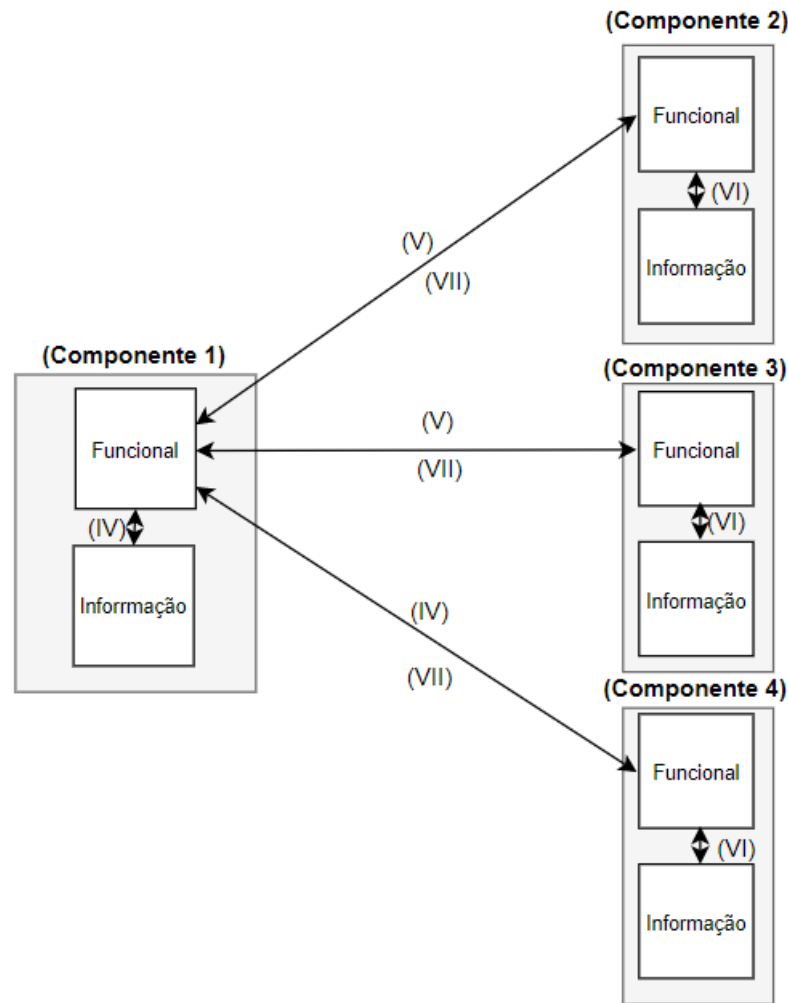 (Componente 2)
Funcional
(VI)
Informação
(V)
(VII)
(Componente 1)
Funcional
(IV)
Inforrmação
(Componente 3)
Funcional
(V)
(VII)
(VI)
Informação
(IV)
(VII)
(Componente 4)
Funcional
(VI)
Informação